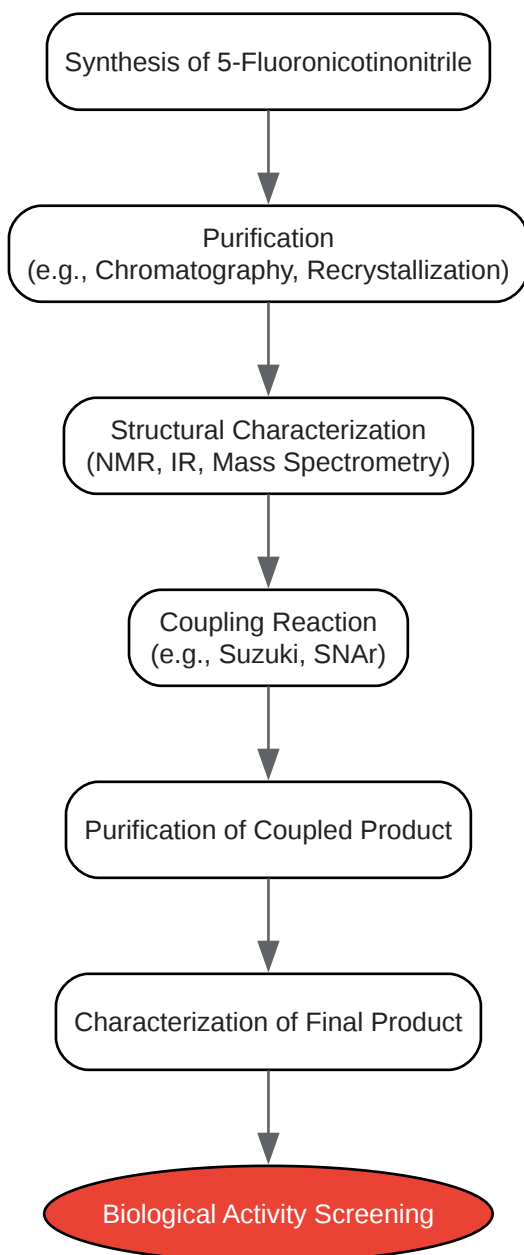 Synthesis of 5-Fluoronicotinonitrile
Purification
(e.g., Chromatography, Recrystallization)
Structural Characterization
(NMR, IR, Mass Spectrometry)
Coupling Reaction
(e.g., Suzuki, SNAr)
Purification of Coupled Product
Characterization of Final Product
Biological Activity Screening